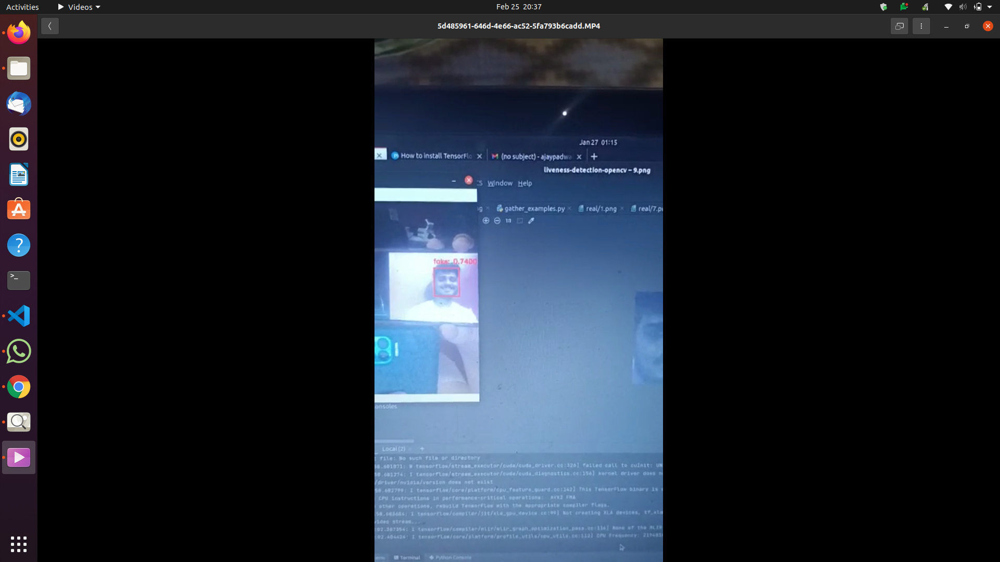 Activities
Videos
Feb 25 20:37
5d485961-646d-4e66-ac52-5fa793b6cadd.MP4
Jan 27 01:15
How to install TensorFlo
(no subject) - ajaypadwa
liveness-detection-opencv – 9.png
Window Help
gather_examples.py
real/1.png
real/7.p
1:1
fake: 0.7400
onsoles
Local (2) +
file: No such file or directory
58.681071: W tensorflow/stream_executor/cuda/cuda_driver.cc:326] failed call to cuInit: UN
58.681274: I tensorflow/stream_executor/cuda/cuda_diagnostics.cc:156] kernel driver does n
/driver/nvidia/version does not exist
58.682799: I tensorflow/core/platform/cpu_feature_guard.cc:142] This TensorFlow binary is
CPU instructions in performance-critical operations: AVX2 FMA
other operations, rebuild TensorFlow with the appropriate compiler flags.
58.683684: I tensorflow/compiler/jit/xla_gpu_device.cc:99] Not creating XLA devices, tf_xla
video stream...
:02.387354: I tensorflow/compiler/mlir/mlir_graph_optimization_pass.cc:116] None of the MLIR
:02.404424: I tensorflow/core/platform/profile_utils/cpu_utils.cc:112] CPU Frequency:
Terminal
Python Console